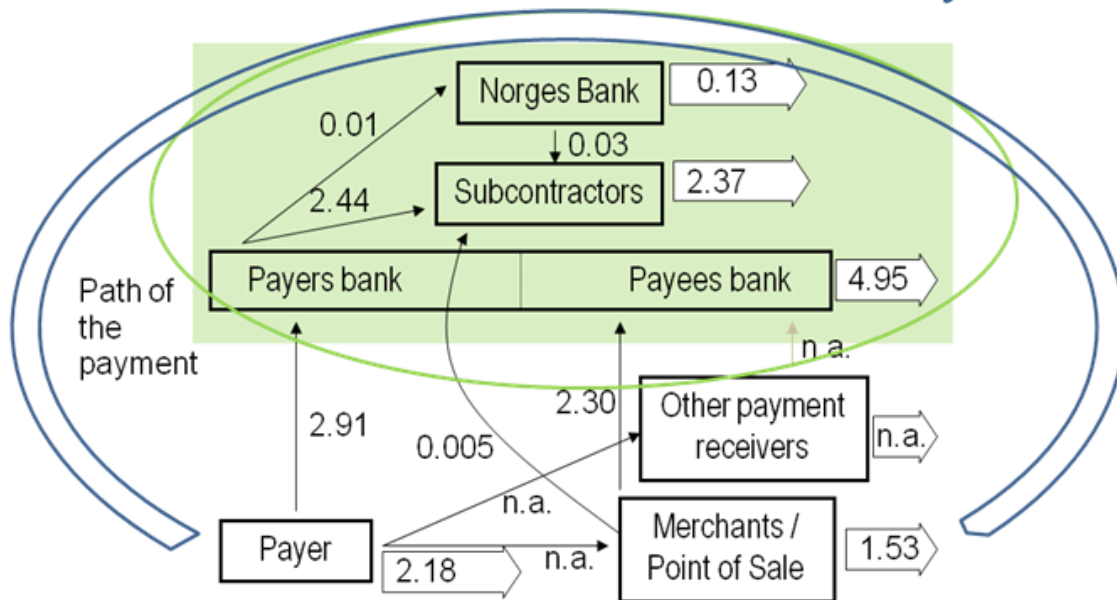 Norges Bank
0.13
0.01
0.03
Subcontractors
2.37
2.44
Payers bank
Payees bank
4.95
Path of
the
payment
n.a.
2.91
2.30
Other payment
receivers
n.a.
0.005
n.a.
Payer
2.18
n.a.
Merchants /
Point of Sale
1.53